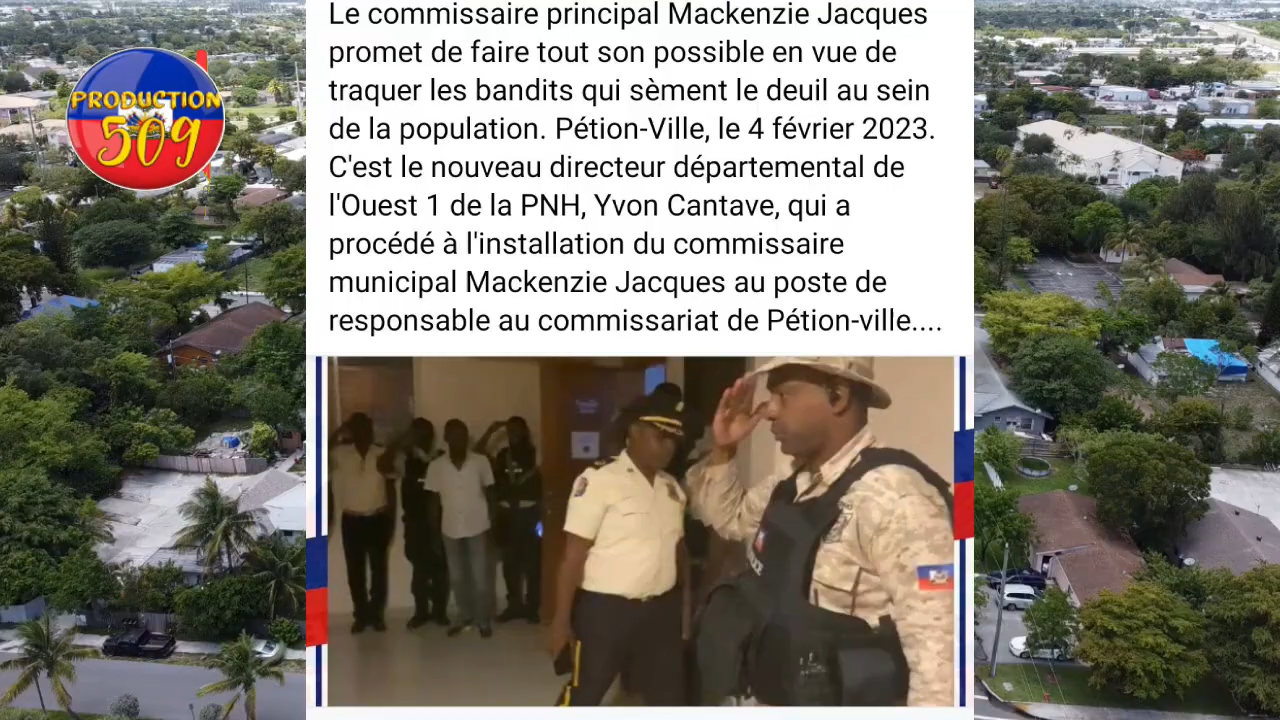 Le commissaire principal Mackenzie Jacques
promet de faire tout son possible en vue de
traquer les bandits qui sèment le deuil au sein
de la population. Pétion-Ville, le 4 février 2023.
C'est le nouveau directeur départemental de
l'Ouest 1 de la PNH, Yvon Cantave, qui a
procédé à l'installation du commissaire
municipal Mackenzie Jacques au poste de
responsable au commissariat de Pétion-ville....
PRODUCTION
509